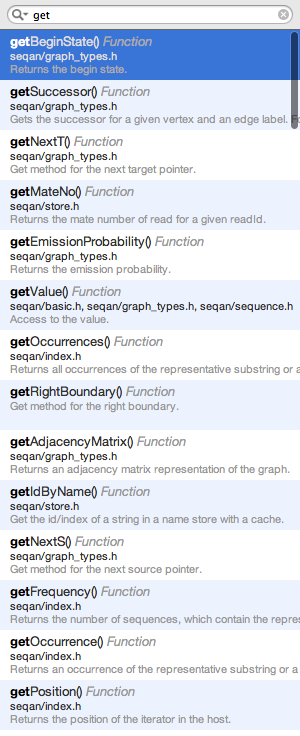 get
getBeginState() Function
seqan/graph_types.h
Returns the begin state.
getSuccessor() Function
seqan/graph_types.h
Gets the successor for a given vertex and an edge label.
getNextT() Function
seqan/graph_types.h
Get method for the next target pointer.
getMateNo() Function
seqan/store.h
Returns the mate number of read for a given readId.
getEmissionProbability() Function
seqan/graph_types.h
Returns the emission probability.
getValue() Function
seqan/basic.h, seqan/graph_types.h, seqan/sequence.h
Access to the value.
getOccurrences() Function
seqan/index.h
Returns all occurrences of the representative substring or a
getRightBoundary() Function
Get method for the right boundary.
getAdjacencyMatrix() Function
seqan/graph_types.h
Returns an adjacency matrix representation of the graph.
getIdByName() Function
seqan/store.h
Get the id/index of a string in a name store with a cache.
getNextS() Function
seqan/graph_types.h
Get method for the next source pointer.
getFrequency() Function
seqan/index.h
Returns the number of sequences, which contain the repres
getOccurrence() Function
seqan/index.h
Returns an occurrence of the representative substring or a
getPosition() Function
seqan/index.h
Returns the position of the iterator in the host.